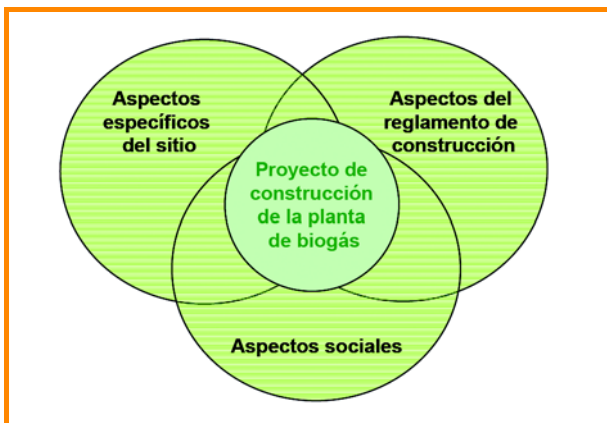 Aspectos
específicos
del sitio
Aspectos del
reglamento de
construcción
Proyecto de
construcción
de la planta
de biogás
Aspectos sociales